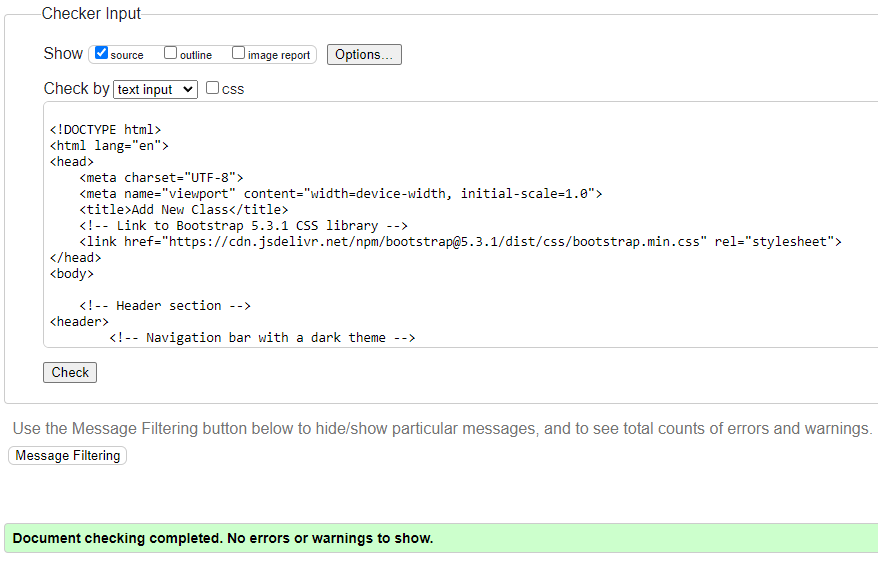 Checker Input
Show source outline image report Options...
Check by text input css
<!DOCTYPE html>
<html lang="en">
<head>
    <meta charset="UTF-8">
    <meta name="viewport" content="width=device-width, initial-scale=1.0">
    <title>Add New Class</title>
    <!-- Link to Bootstrap 5.3.1 CSS library -->
    <link href="https://cdn.jsdelivr.net/npm/bootstrap@5.3.1/dist/css/bootstrap.min.css" rel="stylesheet">
</head>
<body>
    <!-- Header section -->
<header>
        <!-- Navigation bar with a dark theme -->
Check
Use the Message Filtering button below to hide/show particular messages, and to see total counts of errors and warnings.
Message Filtering
Document checking completed. No errors or warnings to show.